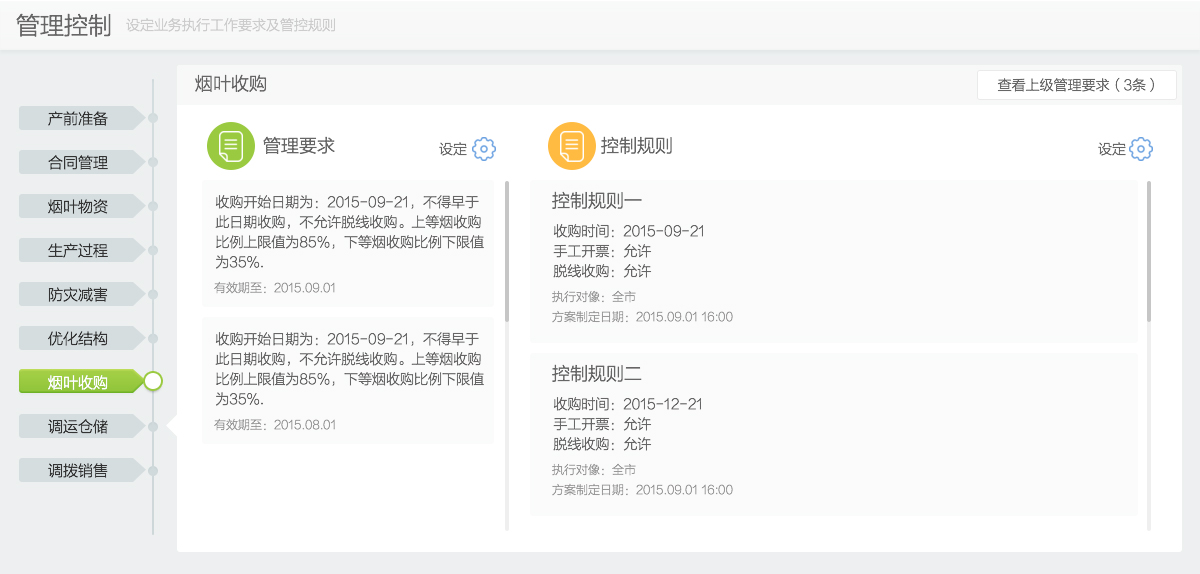 管理控制 设定业务执行工作要求及管控规则
产前准备
合同管理
烟叶物资
生产过程
防灾减害
优化结构
烟叶收购
调运仓储
调拨销售
烟叶收购
查看上级管理要求（3条）
管理要求
设定
收购开始日期为：2015-09-21，不得早于
此日期收购，不允许脱线收购。上等烟收购
比例上限值为85%，下等烟收购比例下限值
为35%.
有效期至：2015.09.01
收购开始日期为：2015-09-21，不得早于
此日期收购，不允许脱线收购。上等烟收购
比例上限值为85%，下等烟收购比例下限值
为35%.
有效期至：2015.08.01
控制规则
设定
控制规则一
收购时间：2015-09-21
手工开票：允许
脱线收购：允许
执行对像：全市
方案制定日期：2015.09.01 16:00
控制规则二
收购时间：2015-12-21
手工开票：允许
脱线收购：允许
执行对像：全市
方案制定日期：2015.09.01 16:00